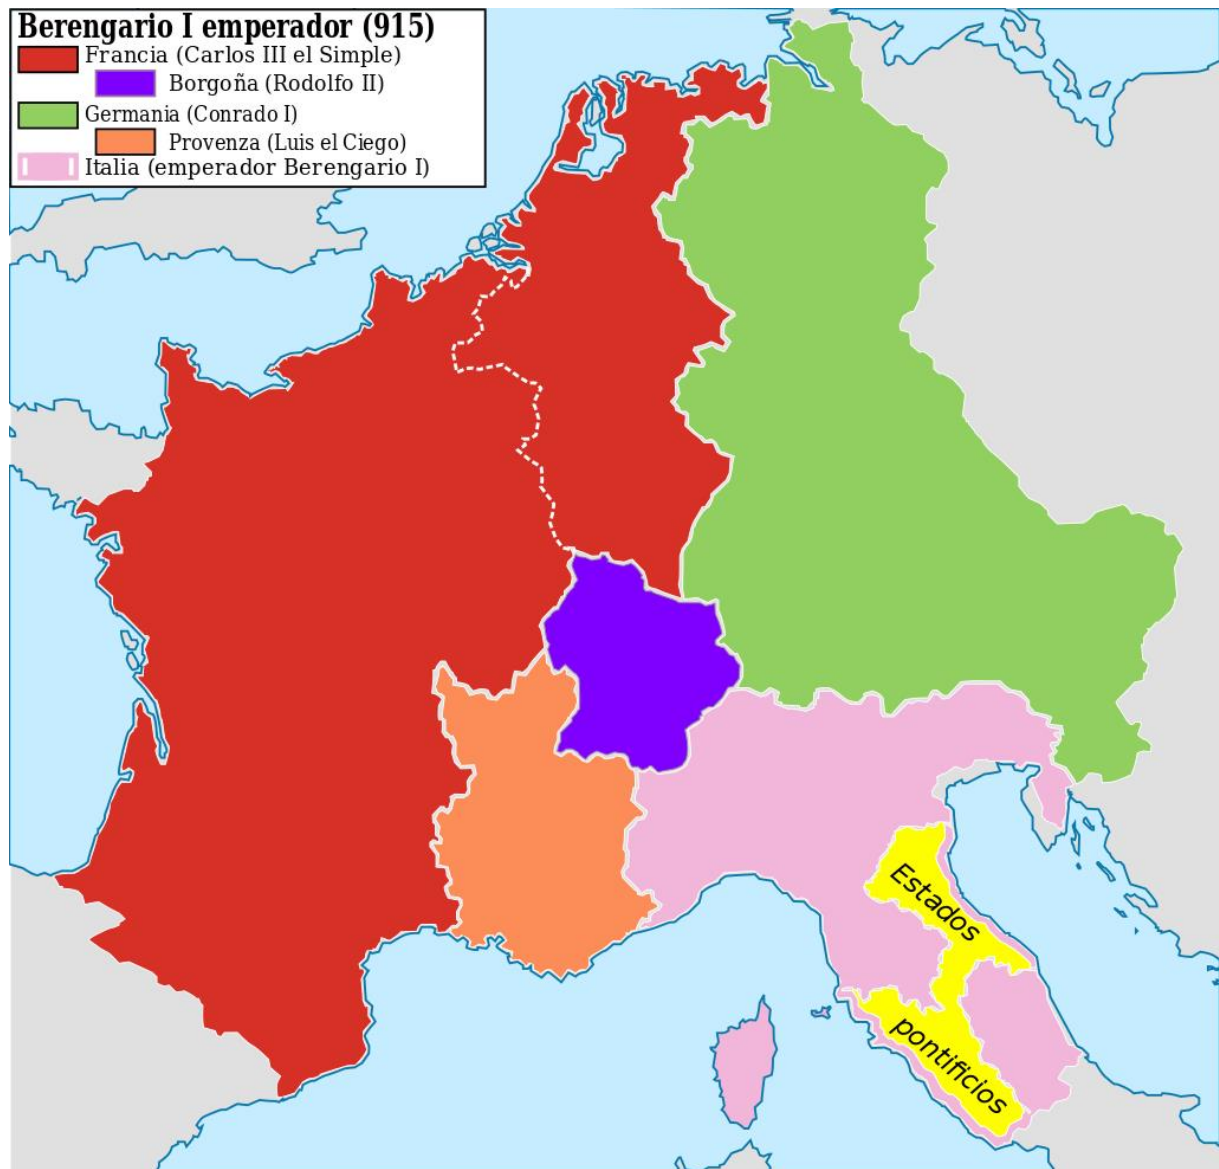 Berengario I emperador (915)
Francia (Carlos III el Simple)
Borgoña (Rodolfo II)
Germania (Conrado I)
Provenza (Luis el Ciego)
Italia (emperador Berengario I)
Estados
pontificios